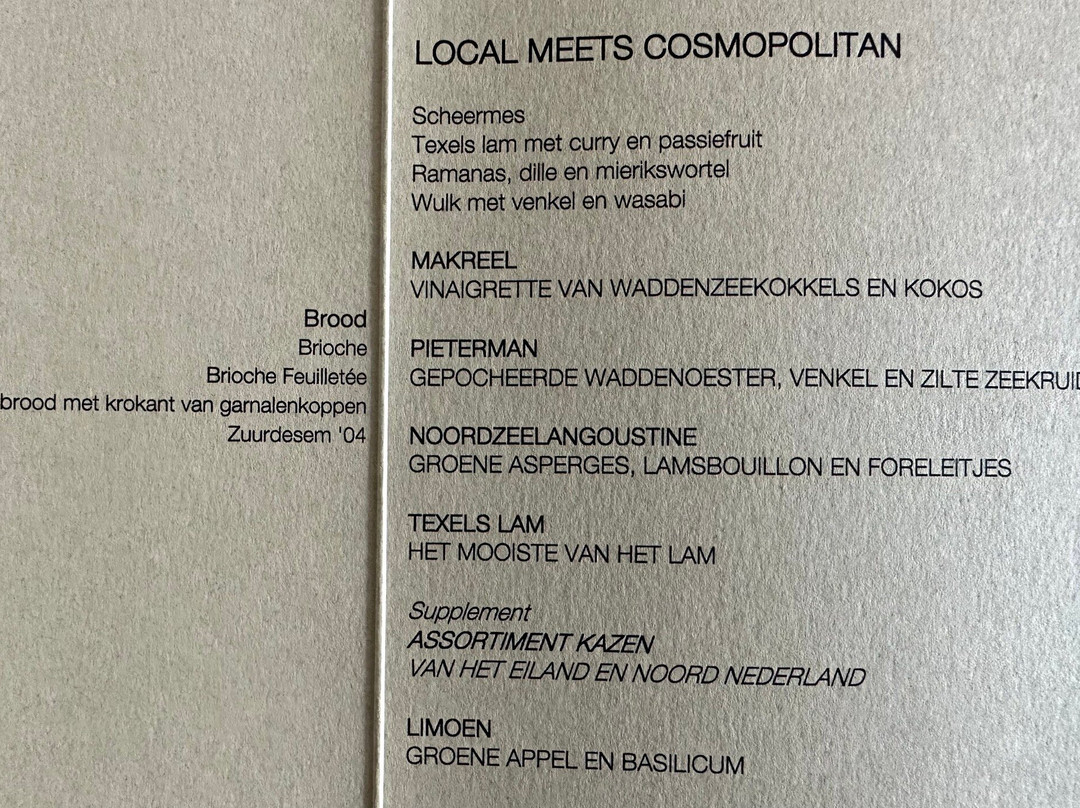 Brood
Brioche
Brioche Feuilletée
brood met krokant van garnalenkoppen
Zuurdesem '04
LOCAL MEETS COSMOPOLITAN
Scheermes
Texels lam met curry en passiefruit
Ramanas, dille en mierikswortel
Wulk met venkel en wasabi
MAKREEL
VINAIGRETTE VAN WADDENZEEKOKKELS EN KOKOS
PIETERMAN
GEPOCHEERDE WADDENOESTER, VENKEL EN ZILTE
NOORDZEELANGOUSTINE
GROENE ASPERGES, LAMSBOUILLON EN FORELEITJES
TEXELS LAM
HET MOOISTE VAN HET LAM
Supplement
ASSORTIMENT KAZEN
VAN HET EILAND EN NOORD NEDERLAND
LIMOEN
GROENE APPEL EN BASILICUM